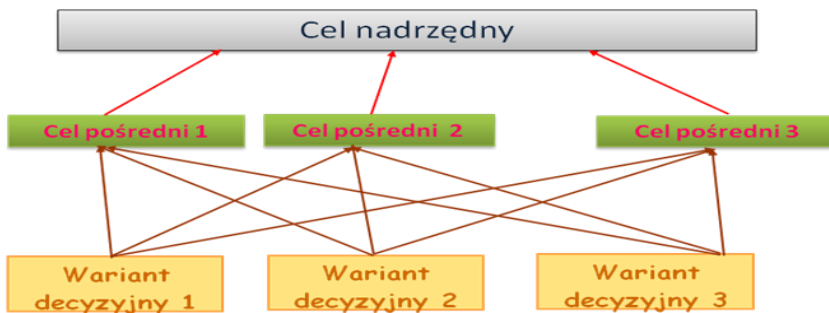 Cel nadrzędny
Cel pośredni 1
Cel pośredni 2
Cel pośredni 3
Wariant
decyzyjny 1
Wariant
decyzyjny 2
Wariant
decyzyjny 3